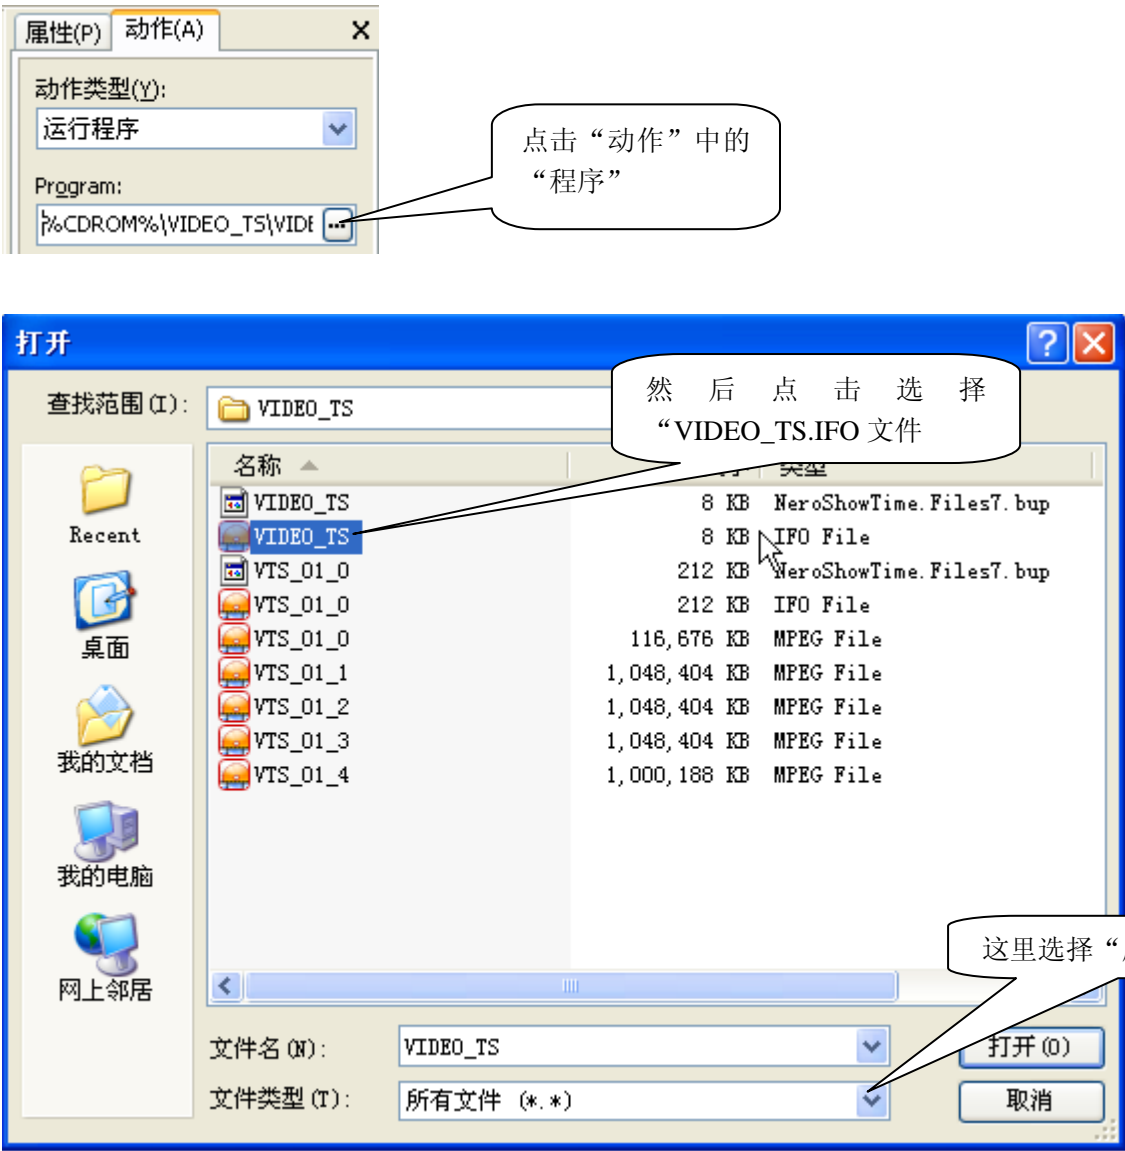 属性(P) 动作(A)
动作类型(Y):
运行程序
Program:
%CDROM%\VIDEO_TS\VIDE ...
点击“动作”中的
“程序”
打开
查找范围(I): VIDEO_TS
然后点击选择
“VIDEO_TS.IFO 文件
名称 类型
VIDEO_TS 8 KB NeroShowTime.Files7.bup
VIDEO_TS 8 KB IFO File
VTS_01_0 212 KB NeroShowTime.Files7.bup
VTS_01_0 212 KB IFO File
VTS_01_0 116,676 KB MPEG File
VTS_01_1 1,048,404 KB MPEG File
VTS_01_2 1,048,404 KB MPEG File
VTS_01_3 1,048,404 KB MPEG File
VTS_01_4 1,000,188 KB MPEG File
Recent
桌面
我的文档
我的电脑
网上邻居
这里选择“
文件名(N): VIDEO_TS 打开(O)
文件类型(T): 所有文件 (*.*) 取消